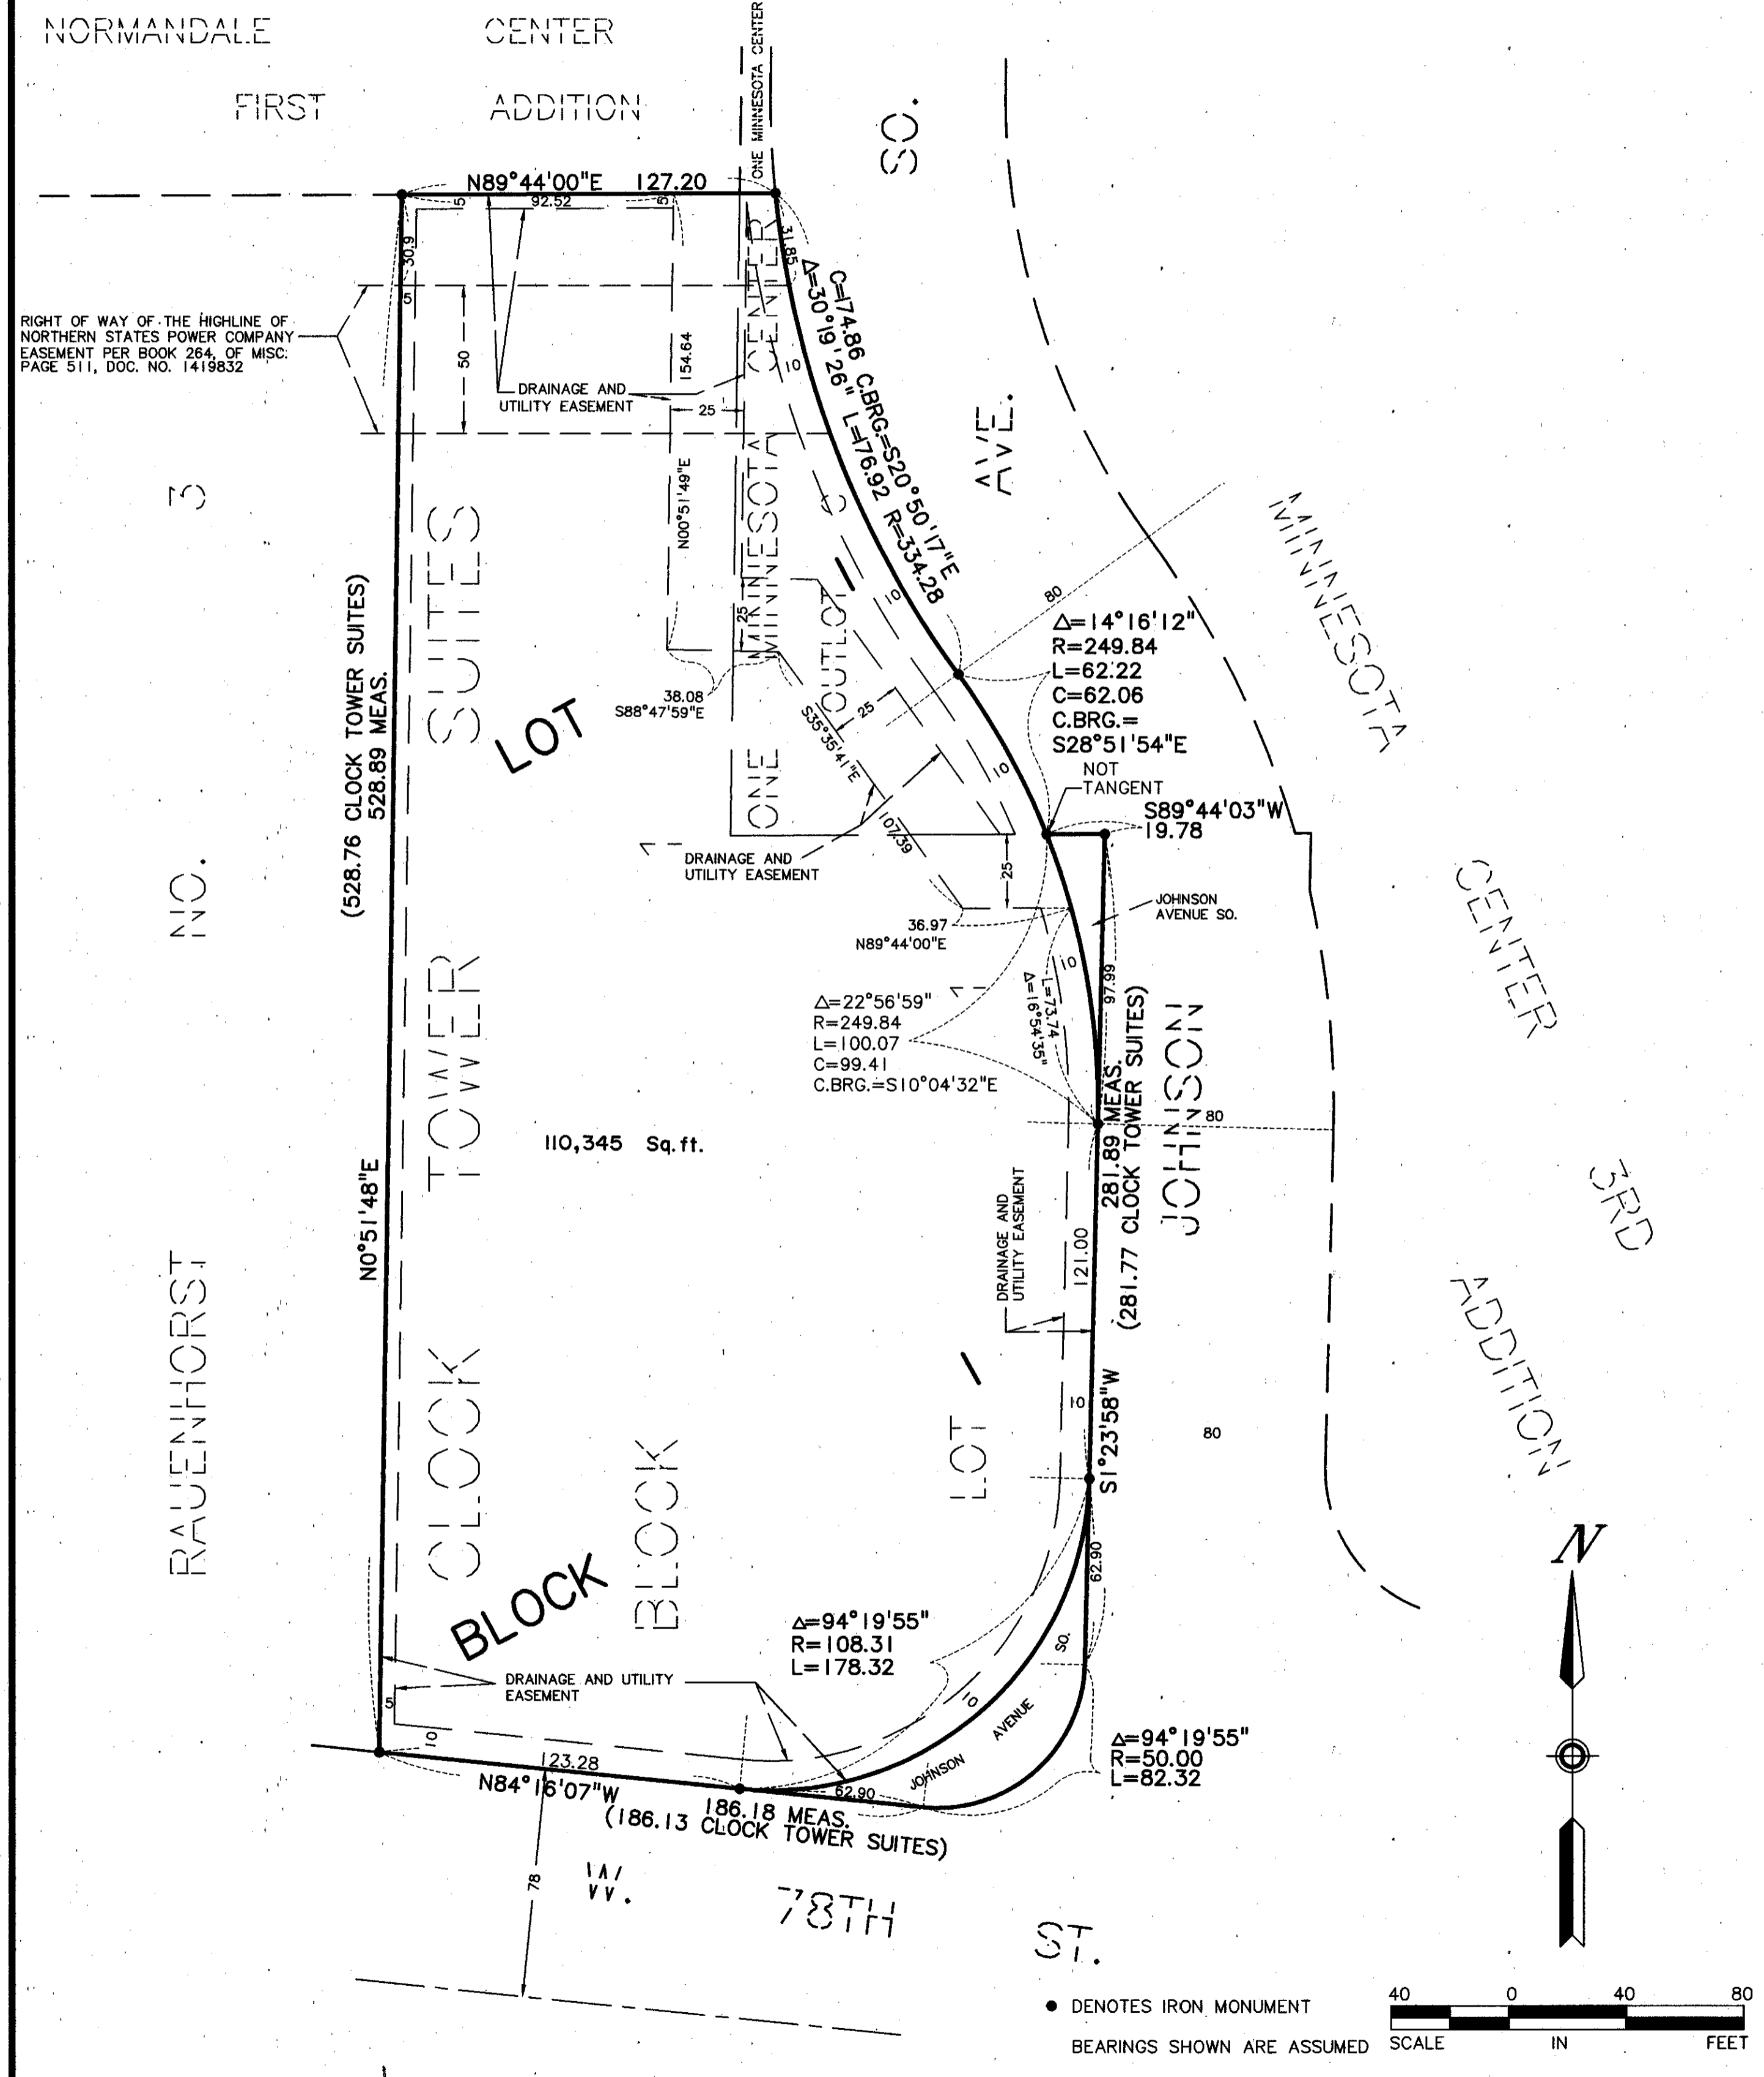 NORMANDALE CENTER
FIRST ADDITION
ONE MINNESOTA CENTER
SO.
N89°44'00"E 127.20
5
92.52
5
30.9
5
31.85
C=174.86 C.BRG.=S20°50'17"E
Δ=30°19'26" L=176.92 R=334.28
RIGHT OF WAY OF THE HIGHLINE OF
NORTHERN STATES POWER COMPANY
EASEMENT PER BOOK 264, OF MISC.
PAGE 511, DOC. NO. 1419832
50
154.64
10
DRAINAGE AND
UTILITY EASEMENT
25
AVE.
N00°51'49"E
3
SUITES
ONE MINNESOTA CENTER
MINNESOTA
OUTLOT
10
80
25
Δ=14°16'12"
R=249.84
L=62.22
C=62.06
C.BRG.=
S28°51'54"E
(528.76 CLOCK TOWER SUITES)
528.89 MEAS.
38.08
S88°47'59"E
LOT 1
25
S35°35'41"E
107.39
10
NOT
TANGENT
S89°44'03"W
19.78
DRAINAGE AND
UTILITY EASEMENT
25
JOHNSON
AVENUE SO.
NO.
36.97
N89°44'00"E
MINNESOTA
CENTER
3RD
ADDITION
TOWER
10
97.99
L=73.74
Δ=16°54'35"
Δ=22°56'59"
R=249.84
L=100.07
C=99.41
C.BRG.=S10°04'32"E
281.89 MEAS.
(281.77 CLOCK TOWER SUITES)
JOHNSON
80
110,345 Sq.ft.
N0°51'48"E
DRAINAGE AND
UTILITY EASEMENT
121.00
RAUENHORST
CLOCK
BLOCK
LOT
10
S1°23'58"W
80
BLOCK 1
62.90
Δ=94°19'55"
R=108.31
L=178.32
DRAINAGE AND UTILITY
EASEMENT
5
10
10
JOHNSON AVENUE SO.
Δ=94°19'55"
R=50.00
L=82.32
123.28
N84°16'07"W
62.90
186.18 MEAS.
(186.13 CLOCK TOWER SUITES)
78
W. 78TH ST.
N
● DENOTES IRON MONUMENT
BEARINGS SHOWN ARE ASSUMED
40 0 40 80
SCALE IN FEET